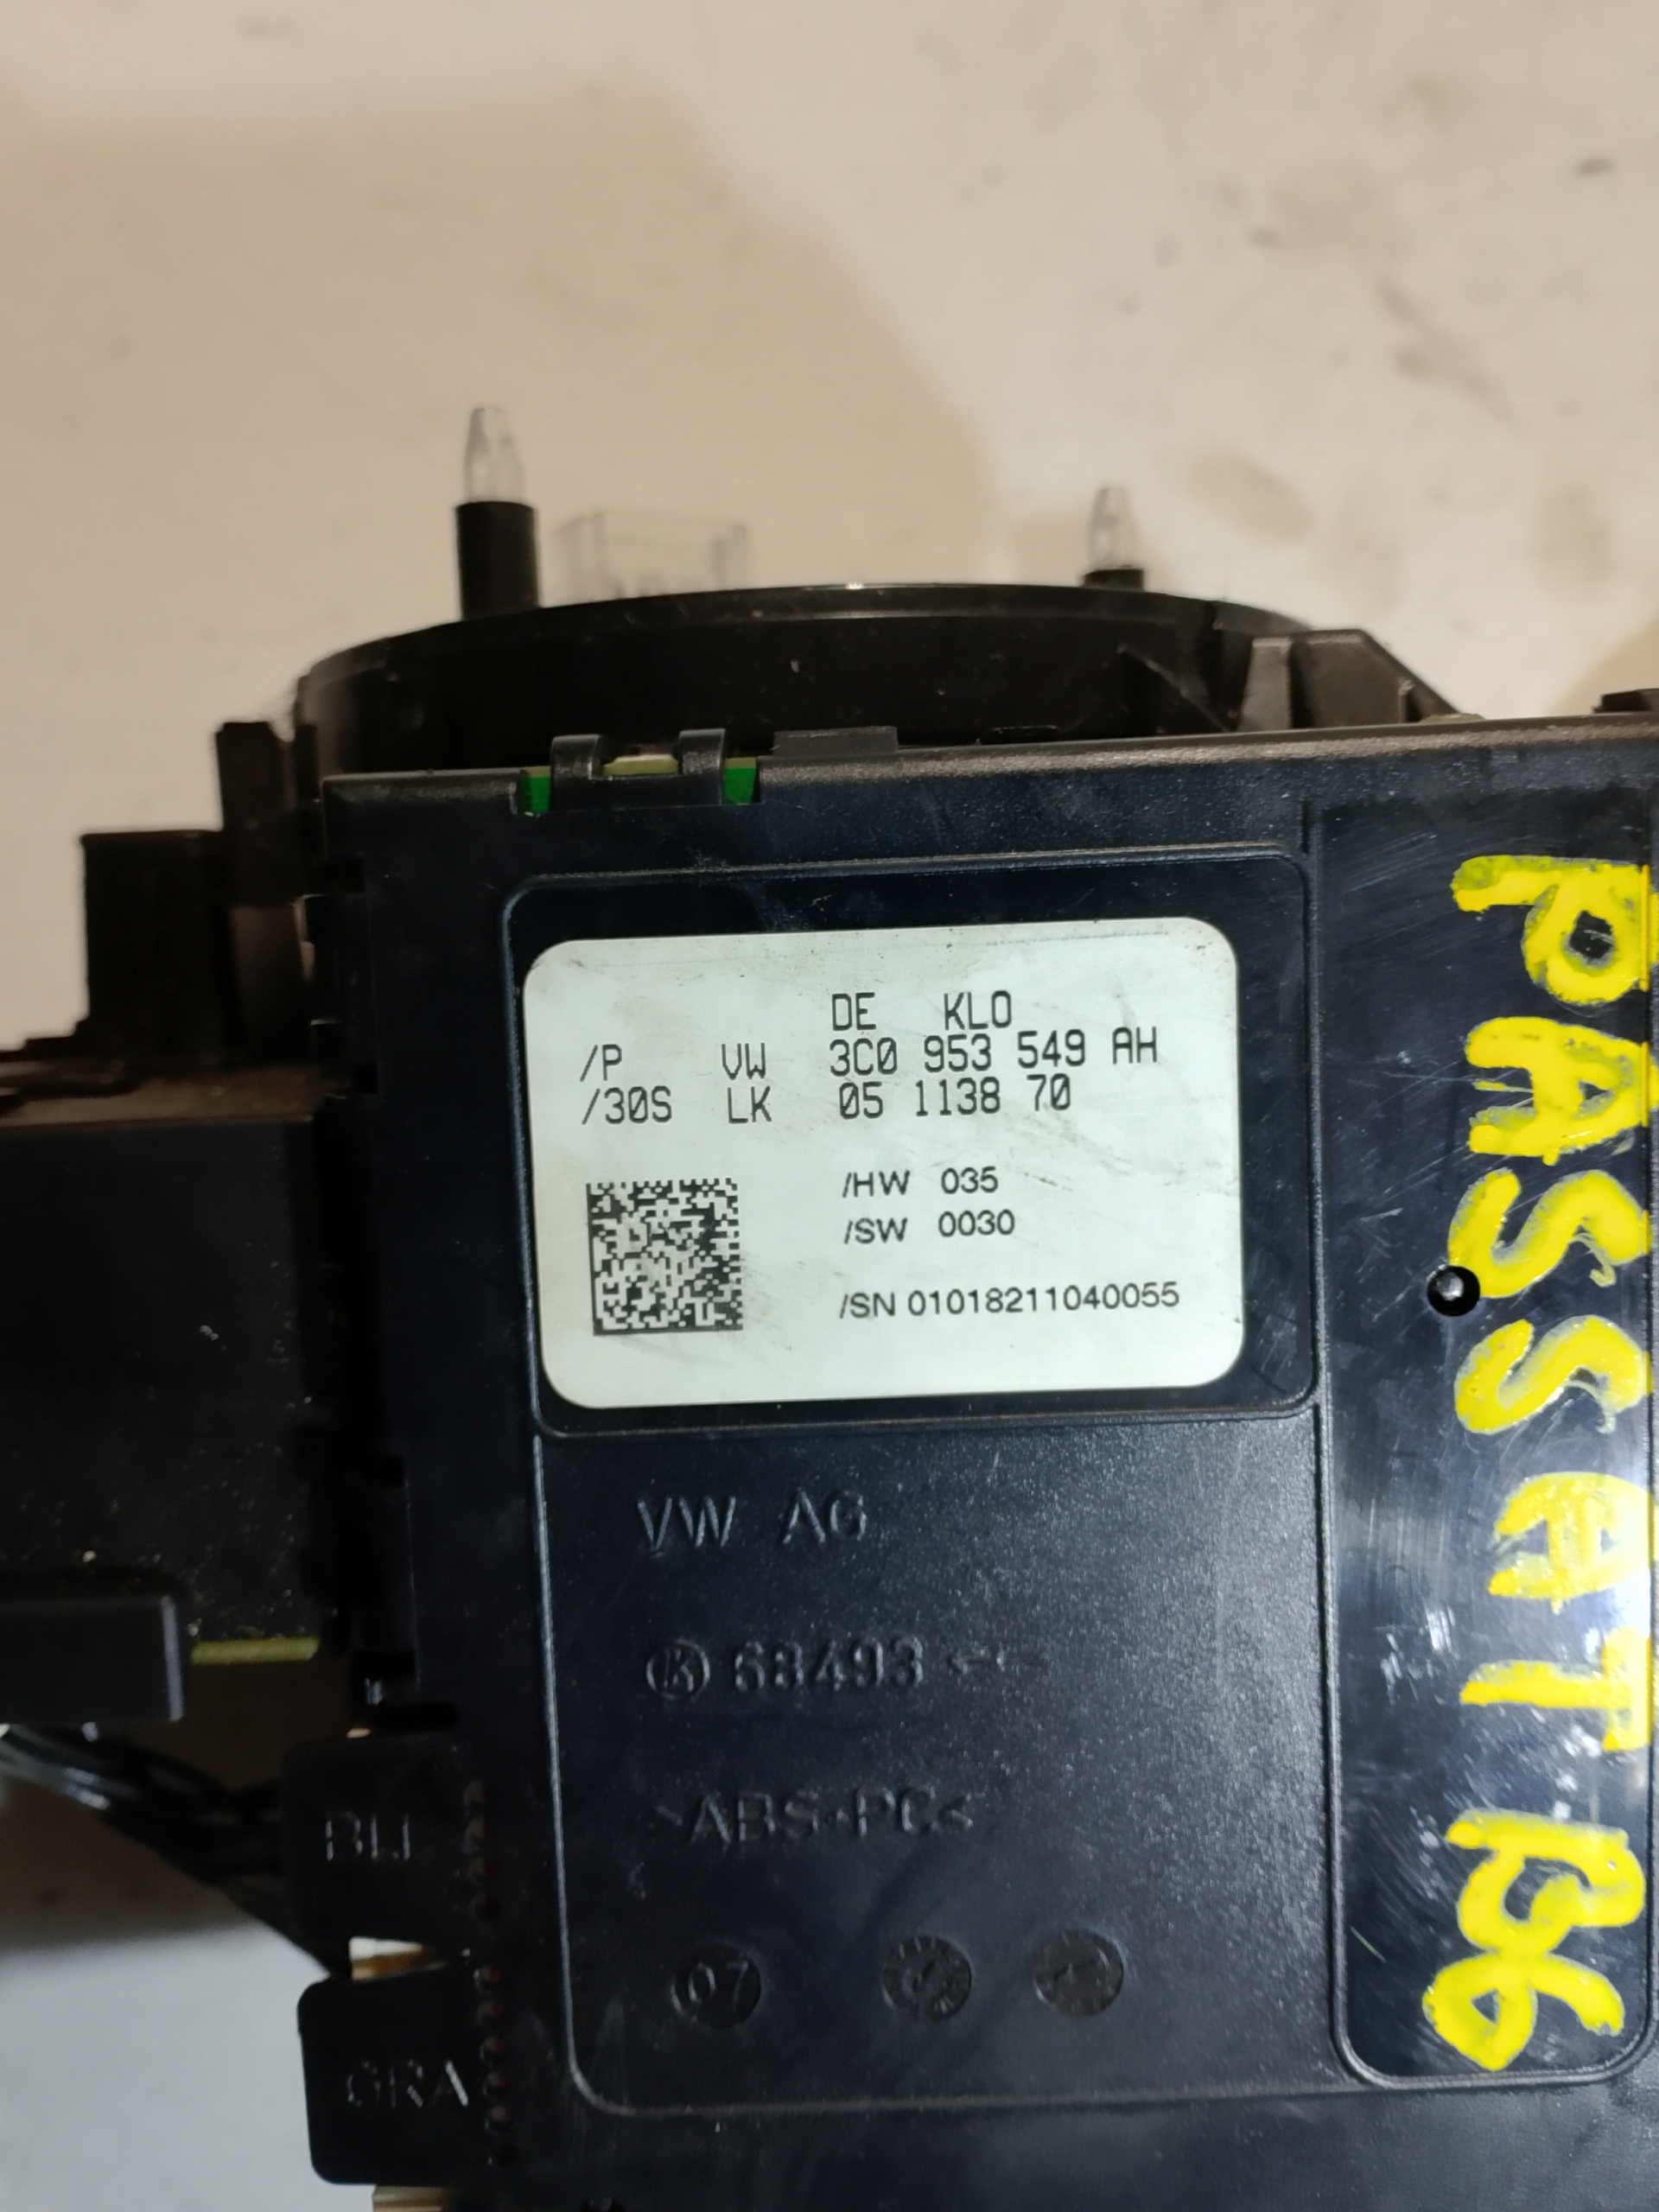 DE KLO
/P VW 3C0 953 549 AH
/30S LK 05 1138 70
/HW 035
/SW 0030
/SN 01018211040055
VW AG
K 68493
>ABS+PC<
07
BLI
GRA
PASSAT B6